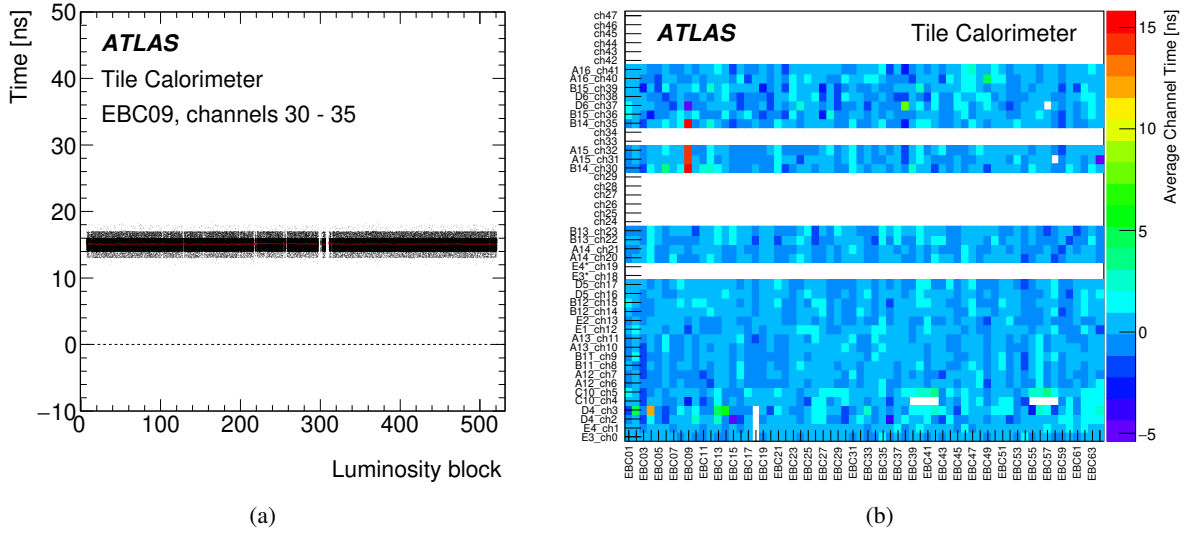 Time [ns]
50
40
30
20
10
0
−10
ATLAS
Tile Calorimeter
EBC09, channels 30 - 35
0 100 200 300 400 500
Luminosity block
(a)
ATLAS Tile Calorimeter
ch47
ch46
ch45
ch44
ch43
ch42
A16_ch41
A16_ch40
B15_ch39
D6_ch38
D6_ch37
B15_ch36
B14_ch35
ch34
ch33
A15_ch32
A15_ch31
B14_ch30
ch29
ch28
ch27
ch26
ch25
ch24
B13_ch23
B13_ch22
A14_ch21
A14_ch20
E4*_ch19
E3*_ch18
D5_ch17
D5_ch16
B12_ch15
B12_ch14
E2_ch13
E1_ch12
A13_ch11
A13_ch10
B11_ch9
B11_ch8
A12_ch7
A12_ch6
C10_ch5
C10_ch4
D4_ch3
D4_ch2
E4_ch1
E3_ch0
EBC01 EBC03 EBC05 EBC07 EBC09 EBC11 EBC13 EBC15 EBC17 EBC19 EBC21 EBC23 EBC25 EBC27 EBC29 EBC31 EBC33 EBC35 EBC37 EBC39 EBC41 EBC43 EBC45 EBC47 EBC49 EBC51 EBC53 EBC55 EBC57 EBC59 EBC61 EBC63
15
10
5
0
−5
Average Channel Time [ns]
(b)